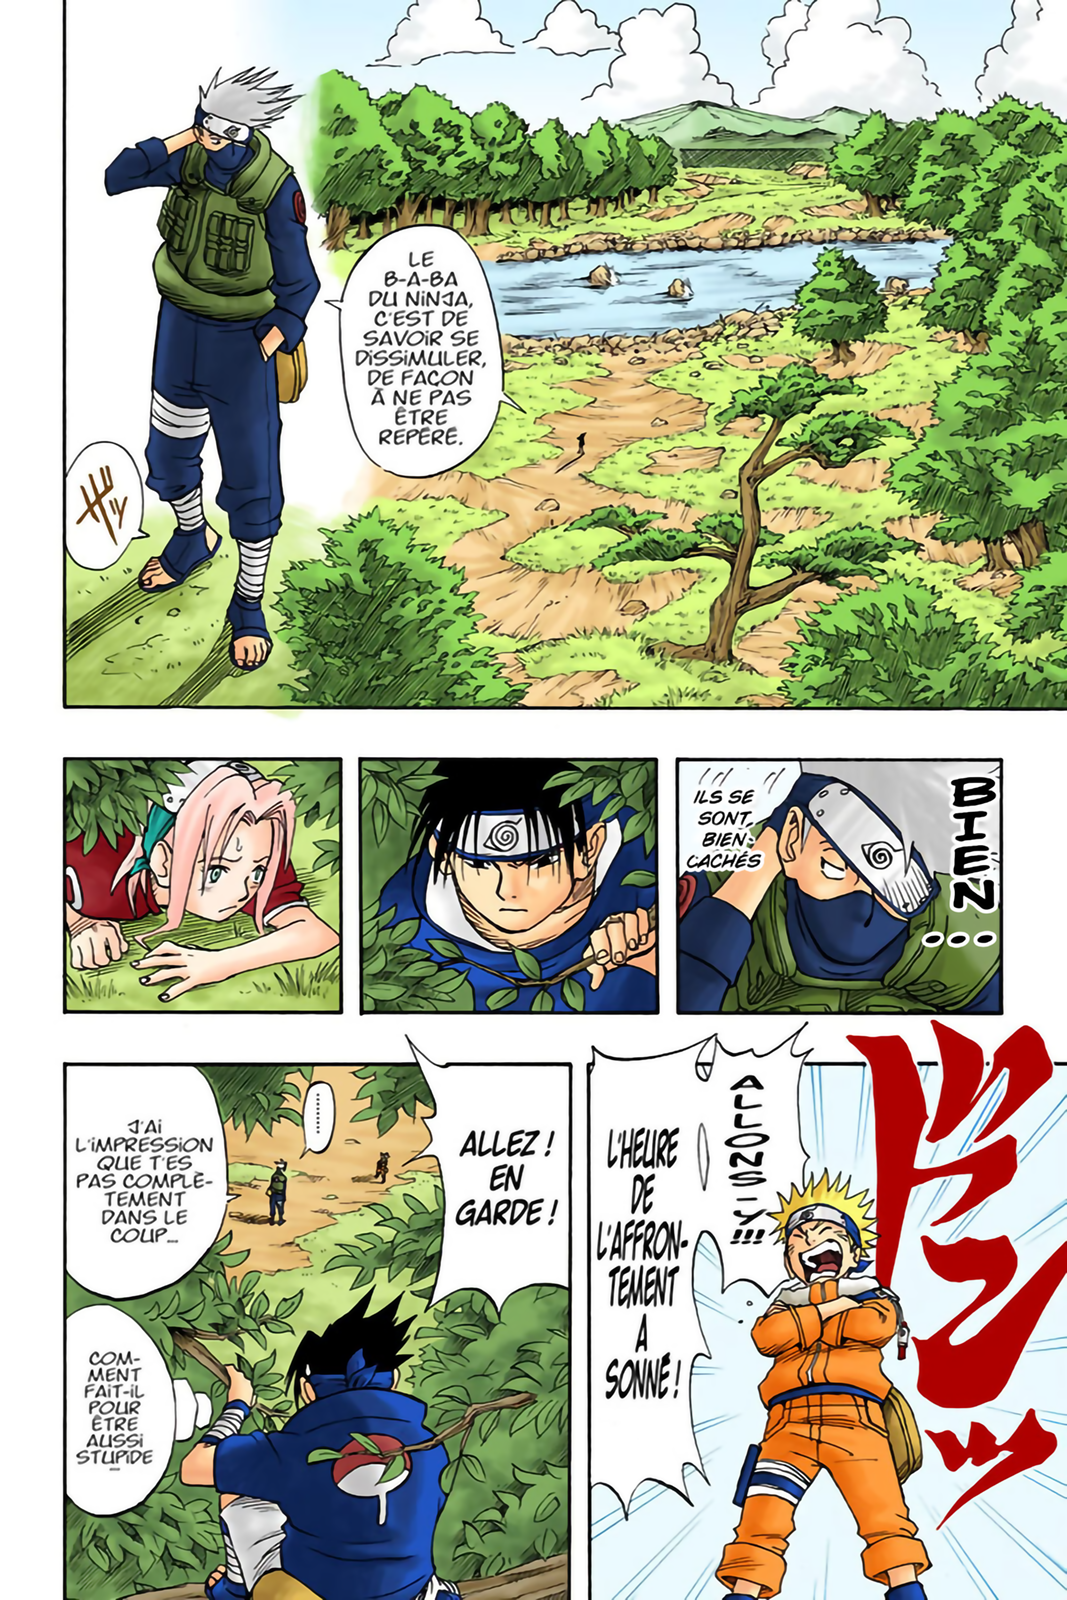 LE
B-A-BA
DU NINJA,
C'EST DE
SAVOIR SE
DISSIMULER,
DE FAÇON
À NE PAS
ÊTRE
REPÉRÉ.
ザッ
BIEN
...
ILS SE
SONT
BIEN
CACHÉS
ドンッ
ALLONS-Y!!!
L'HEURE
DE
L'AFFRON-
TEMENT
A
SONNÉ !
ALLEZ !
EN
GARDE !
........
J'AI
L'IMPRESSION
QUE T'ES
PAS COMPLÈ-
TEMENT
DANS LE
COUP...
COM-
MENT
FAIT-IL
POUR
ÊTRE
AUSSI
STUPIDE
...